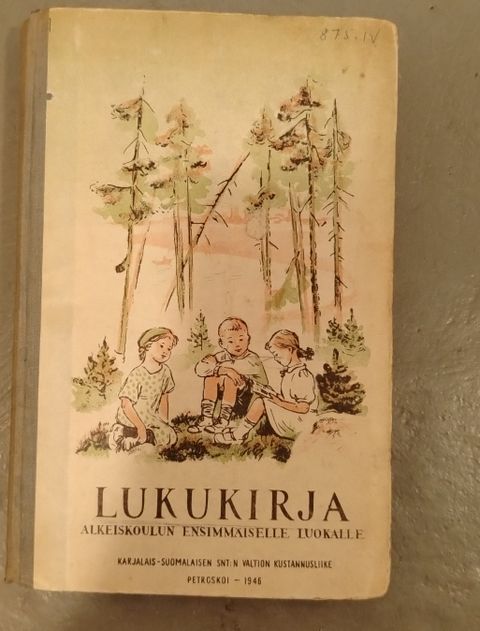 875.IV
LUKUKIRJA
ALKEISKOULUN ENSIMMÄISELLE LUOKALLE
KARJALAIS-SUOMALAISEN SNT:N VALTION KUSTANNUSLIIKE
PETROSKOI - 1946